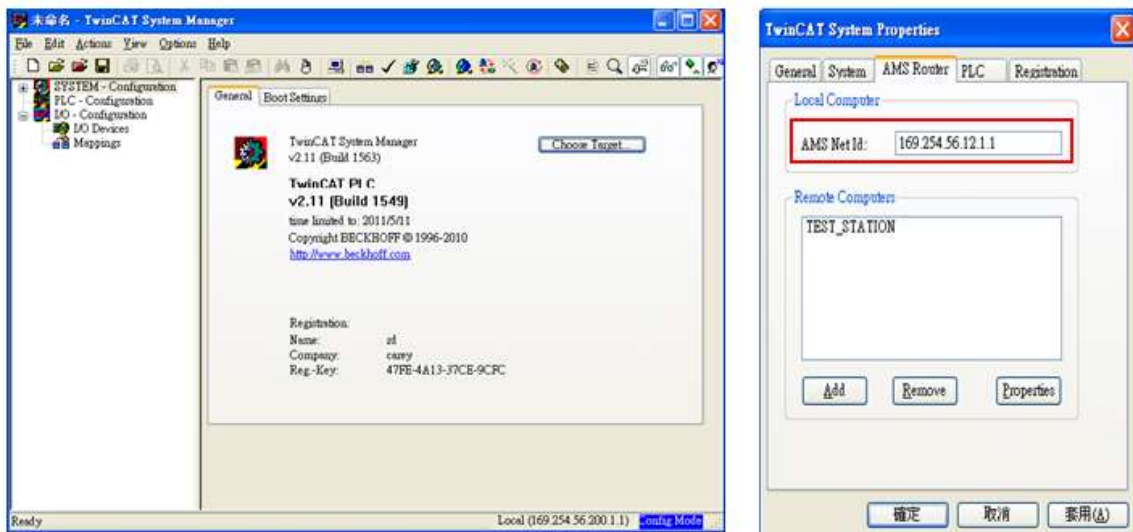 未命名 - TwinCAT System Manager
File Edit Actions View Options Help
SYSTEM - Configuration
PLC - Configuration
I/O - Configuration
I/O Devices
Mappings
General Boot Settings
TwinCAT System Manager
v2.11 (Build 1563)
Choose Target...
TwinCAT PLC
v2.11 (Build 1549)
time limited to: 2011/5/11
Copyright BECKHOFF © 1996-2010
http://www.beckhoff.com
Registration:
Name: zd
Company: carey
Reg.-Key: 47FE-4A13-37CE-9CFC
Ready
Local (169.254.56.200.1.1) Config Mode
TwinCAT System Properties
General System AMS Router PLC Registration
Local Computer
AMS Net Id: 169.254.56.12.1.1
Remote Computers
TEST_STATION
Add Remove Properties
確定 取消 套用(A)